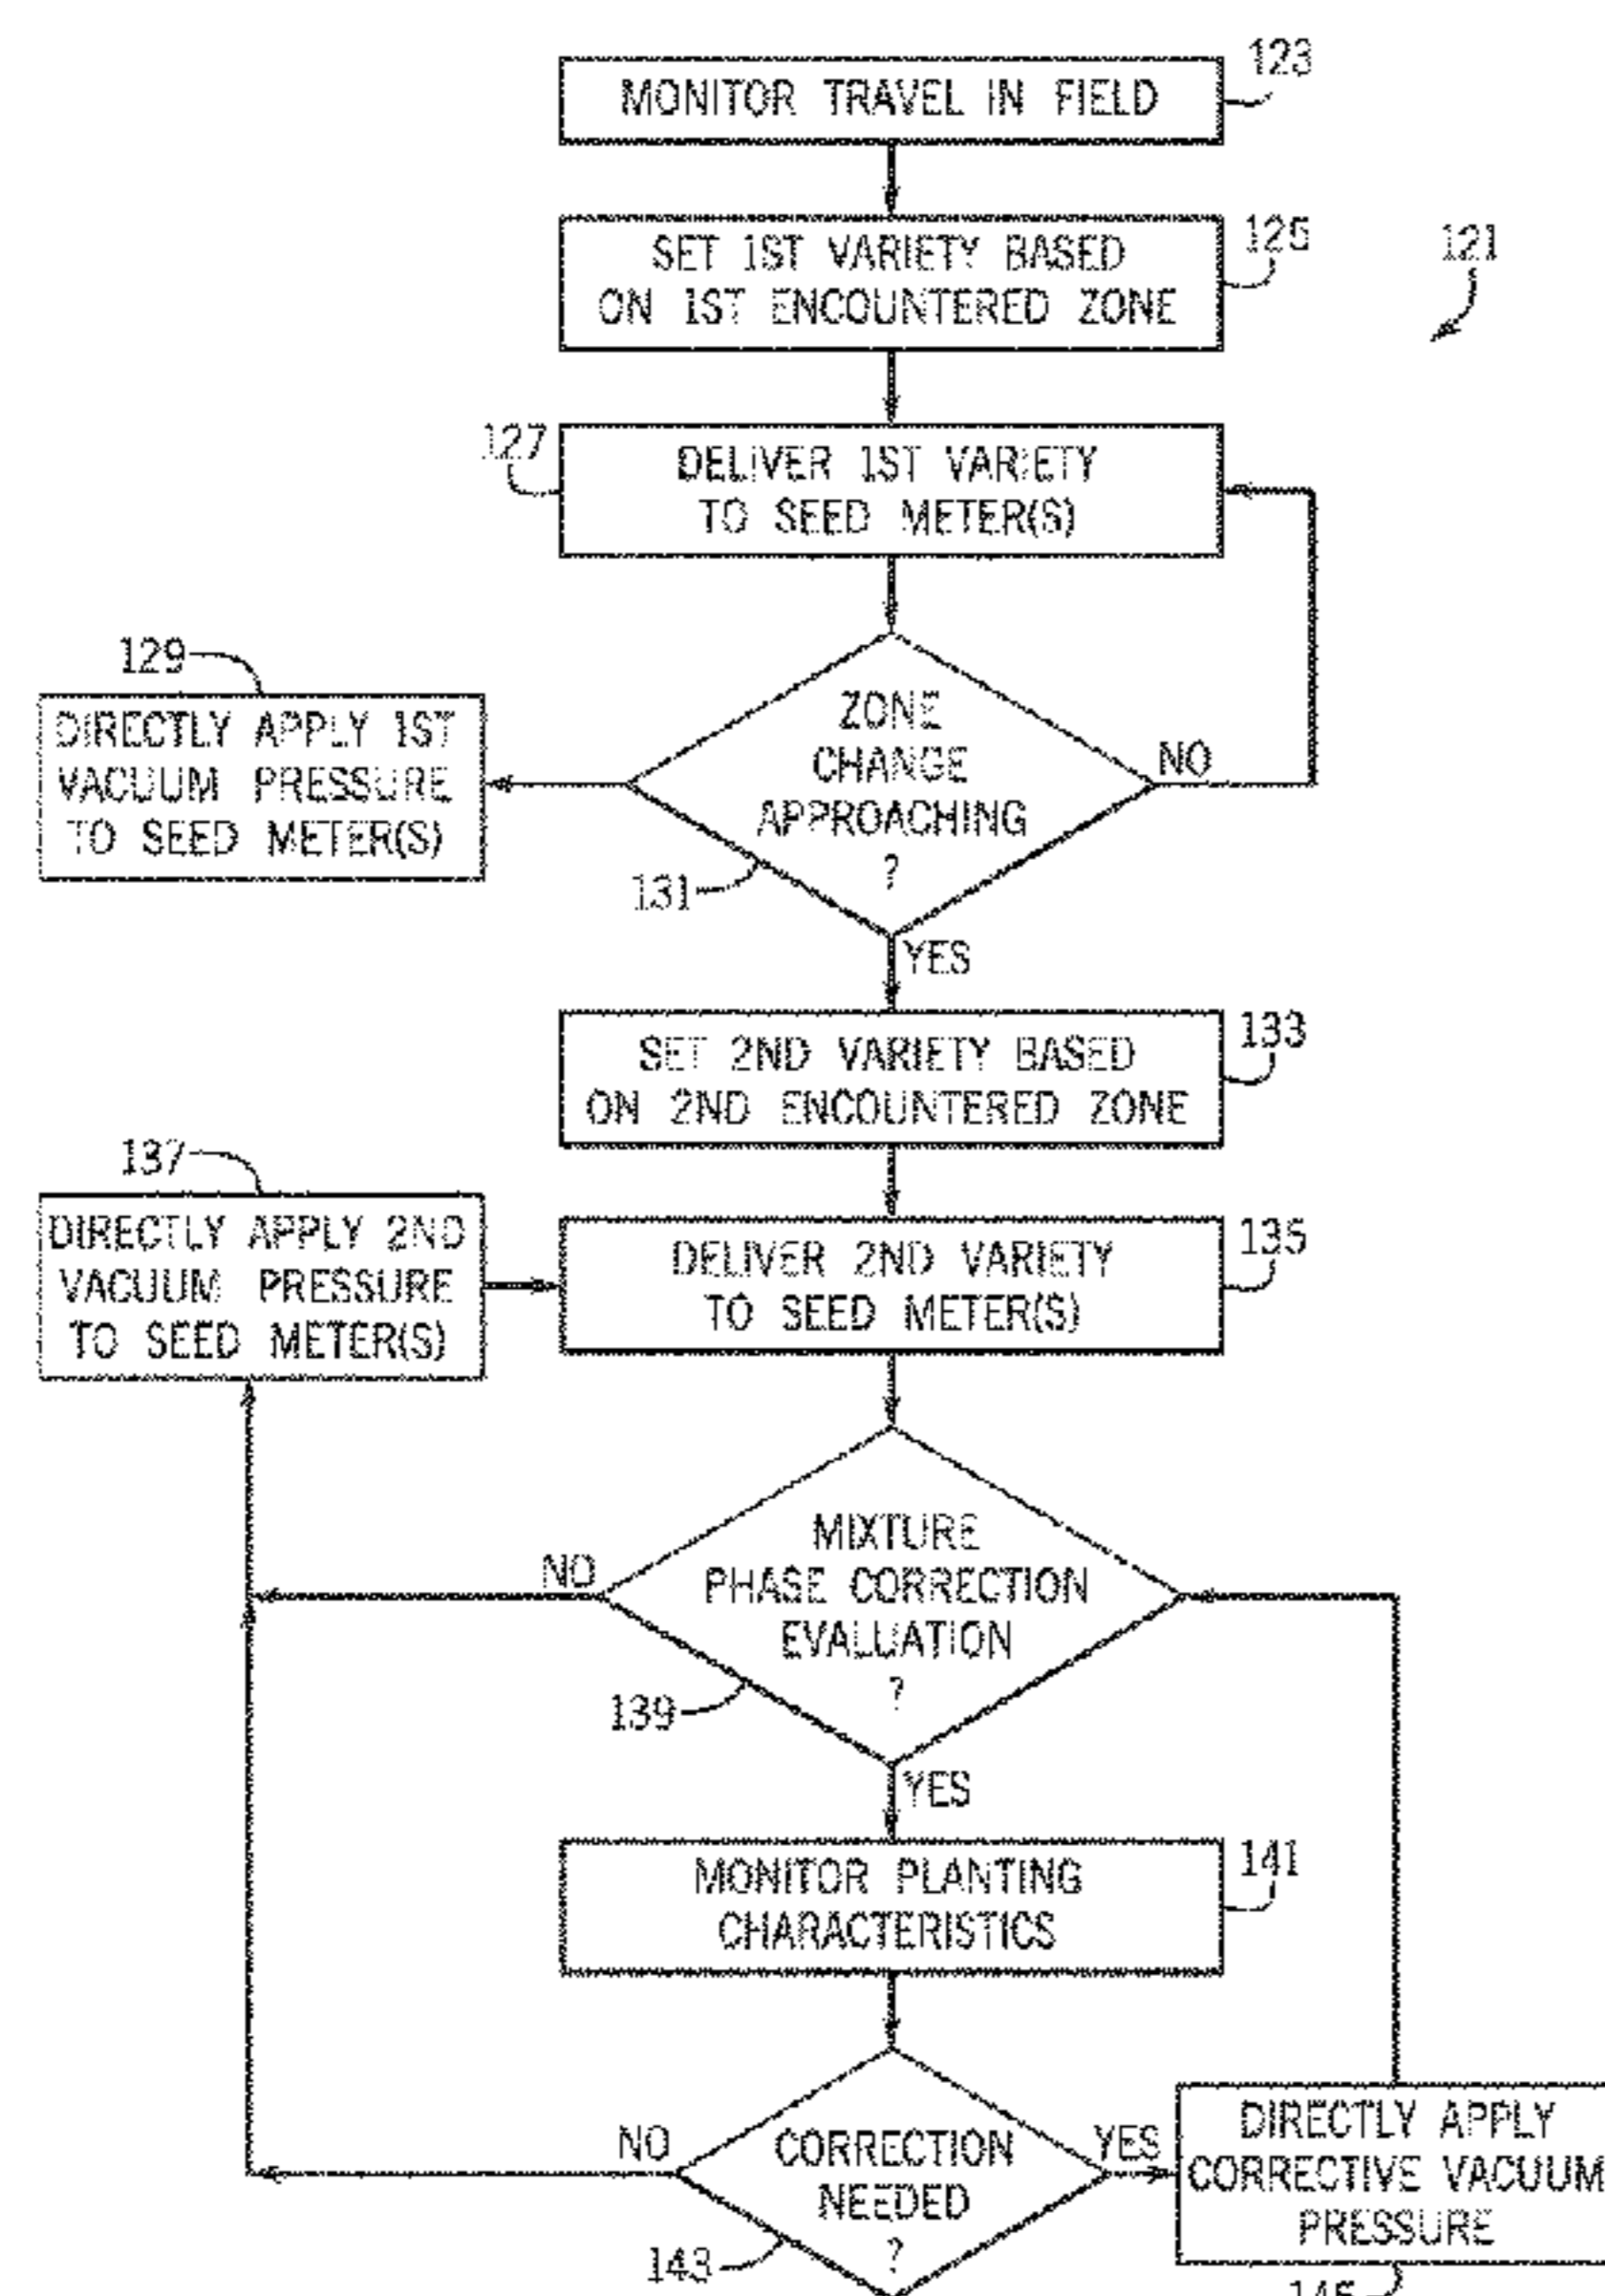 123
MONITOR TRAVEL IN FIELD
125
SET 1ST VARIETY BASED
ON 1ST ENCOUNTERED ZONE
121
127
DELIVER 1ST VARIETY
TO SEED METER(S)
129
DIRECTLY APPLY 1ST
VACUUM PRESSURE
TO SEED METER(S)
ZONE
CHANGE
APPROACHING
?
NO
131
YES
133
SET 2ND VARIETY BASED
ON 2ND ENCOUNTERED ZONE
137
DIRECTLY APPLY 2ND
VACUUM PRESSURE
TO SEED METER(S)
135
DELIVER 2ND VARIETY
TO SEED METER(S)
MIXTURE
PHASE CORRECTION
EVALUATION
?
NO
139
YES
141
MONITOR PLANTING
CHARACTERISTICS
NO
CORRECTION
NEEDED
?
YES
143
DIRECTLY APPLY
CORRECTIVE VACUUM
PRESSURE